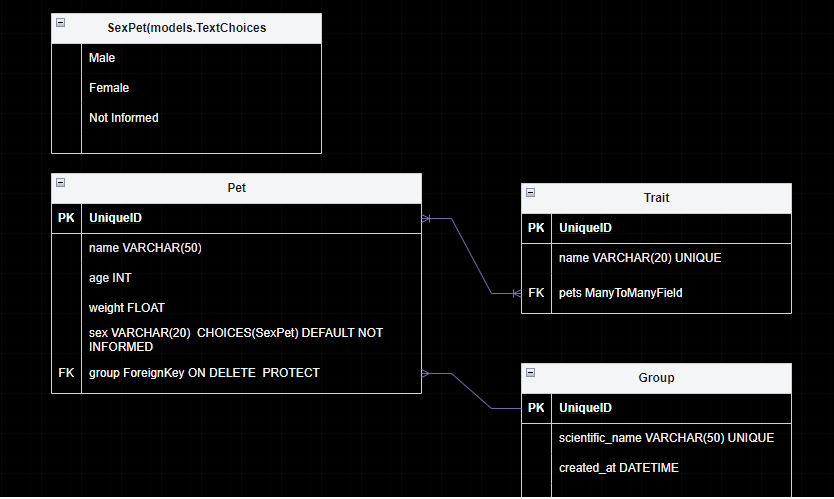 SexPet(models.TextChoices
Male
Female
Not Informed
Pet
PK UniqueID
name VARCHAR(50)
age INT
weight FLOAT
sex VARCHAR(20) CHOICES(SexPet) DEFAULT NOT
INFORMED
FK group ForeignKey ON DELETE PROTECT
Trait
PK UniqueID
name VARCHAR(20) UNIQUE
FK pets ManyToManyField
Group
PK UniqueID
scientific_name VARCHAR(50) UNIQUE
created_at DATETIME